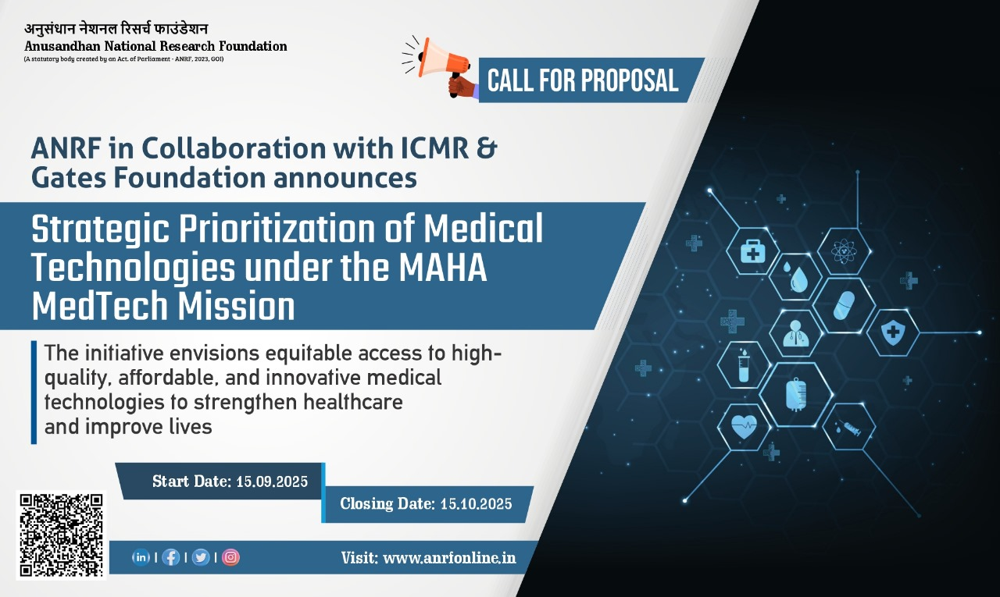 अनुसंधान नेशनल रिसर्च फाउंडेशन
Anusandhan National Research Foundation
(A statutory body created by an Act. of Parliament - ANRF, 2023, GOI)
CALL FOR PROPOSAL
ANRF in Collaboration with ICMR &
Gates Foundation announces
Strategic Prioritization of Medical
Technologies under the MAHA
MedTech Mission
The initiative envisions equitable access to high-
quality, affordable, and innovative medical
technologies to strengthen healthcare
and improve lives
Start Date: 15.09.2025
Closing Date: 15.10.2025
Visit: www.anrfonline.in